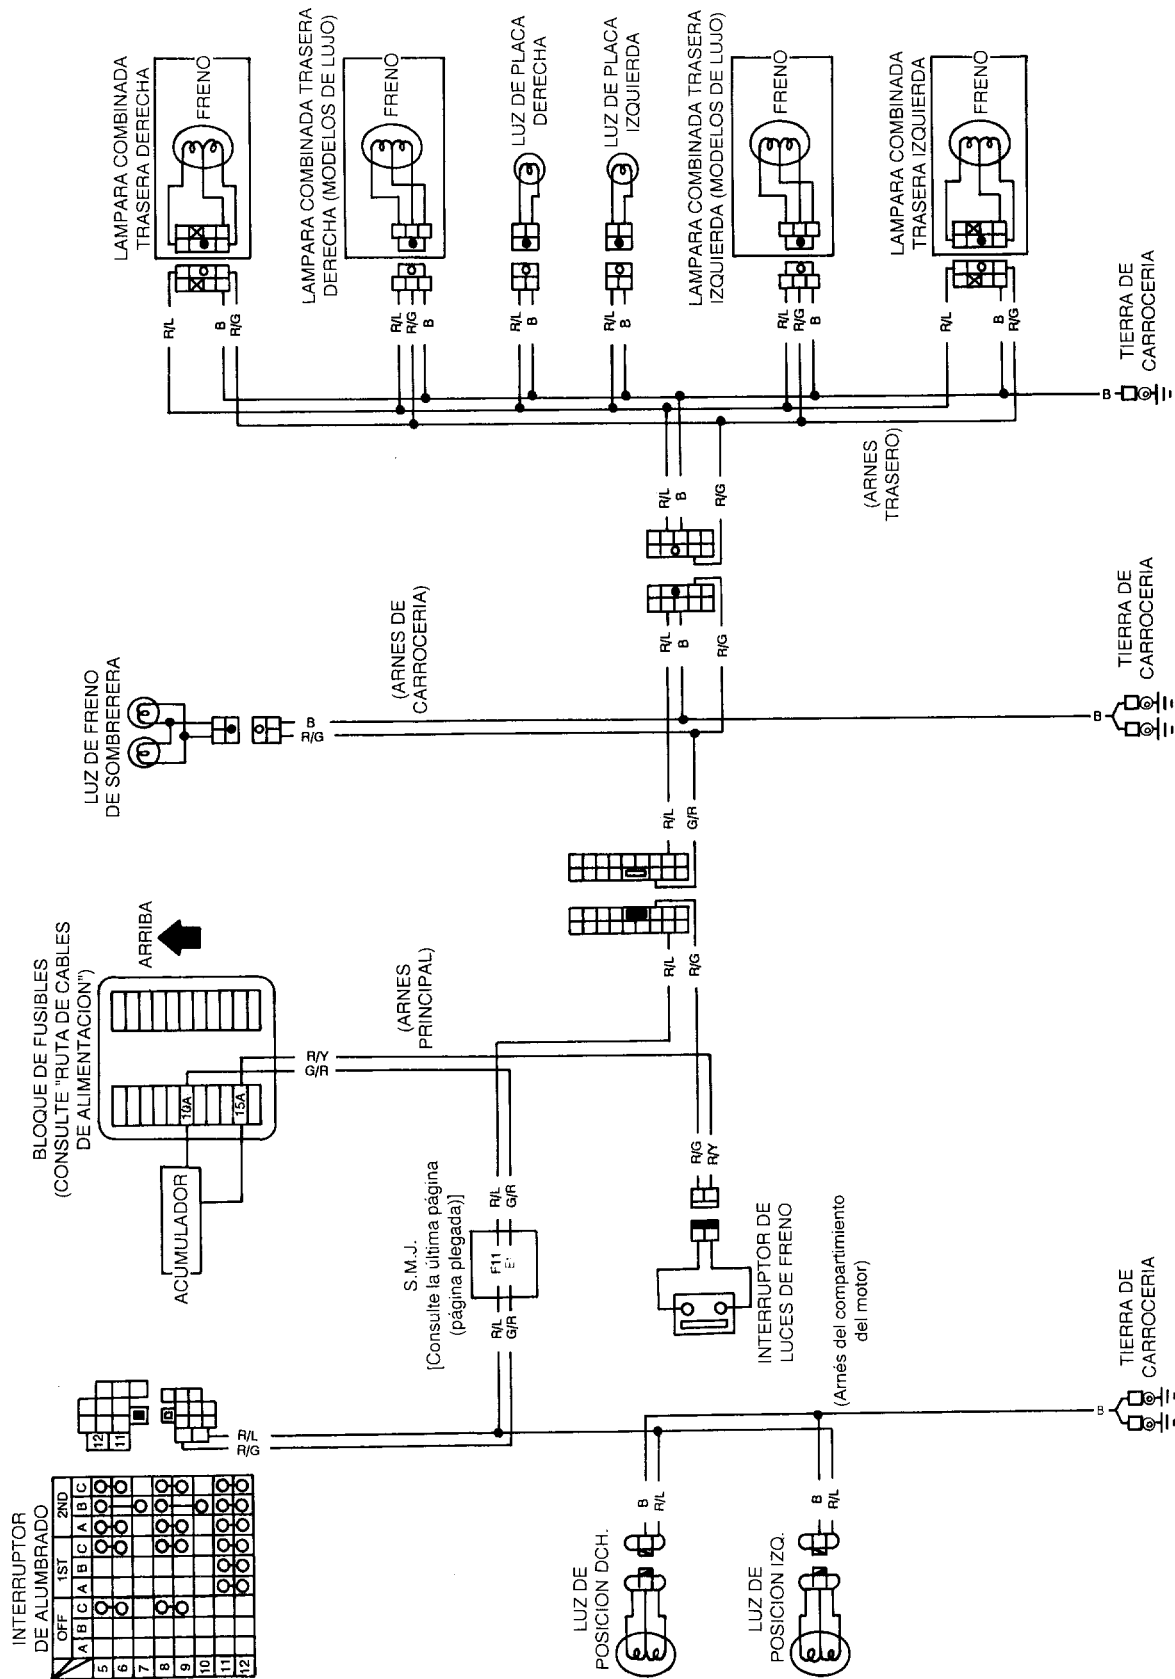 INTERRUPTOR
DE ALUMBRADO
OFF
1ST
2ND
A
B
C
A
B
C
A
B
C
5
6
7
8
9
10
11
12
12
11
R/L
R/G
ACUMULADOR
BLOQUE DE FUSIBLES
(CONSULTE "RUTA DE CABLES
DE ALIMENTACION")
10A
15A
ARRIBA
R/Y
G/R
(ARNES
PRINCIPAL)
S.M.J.
[Consulte la última página
(página plegada)]
R/L
G/R
F11
R/L
G/R
INTERRUPTOR DE
LUCES DE FRENO
R/G
R/Y
(Arnés del compartimiento
del motor)
LUZ DE
POSICION DCH.
B
R/L
LUZ DE
POSICION IZQ.
B
R/L
B
TIERRA DE
CARROCERIA
R/L
R/G
R/L
G/R
LUZ DE FRENO
DE SOMBRERERA
B
R/G
(ARNES DE
CARROCERIA)
R/L
B
R/G
B
TIERRA DE
CARROCERIA
R/L
B
R/G
(ARNES
TRASERO)
LAMPARA COMBINADA
TRASERA DERECHA
FRENO
R/L
B
R/G
LAMPARA COMBINADA TRASERA
DERECHA (MODELOS DE LUJO)
FRENO
R/L
R/G
B
LUZ DE PLACA
DERECHA
R/L
B
LUZ DE PLACA
IZQUIERDA
R/L
B
LAMPARA COMBINADA TRASERA
IZQUIERDA (MODELOS DE LUJO)
FRENO
R/L
R/G
B
LAMPARA COMBINADA
TRASERA IZQUIERDA
FRENO
R/L
B
R/G
B
TIERRA DE
CARROCERIA